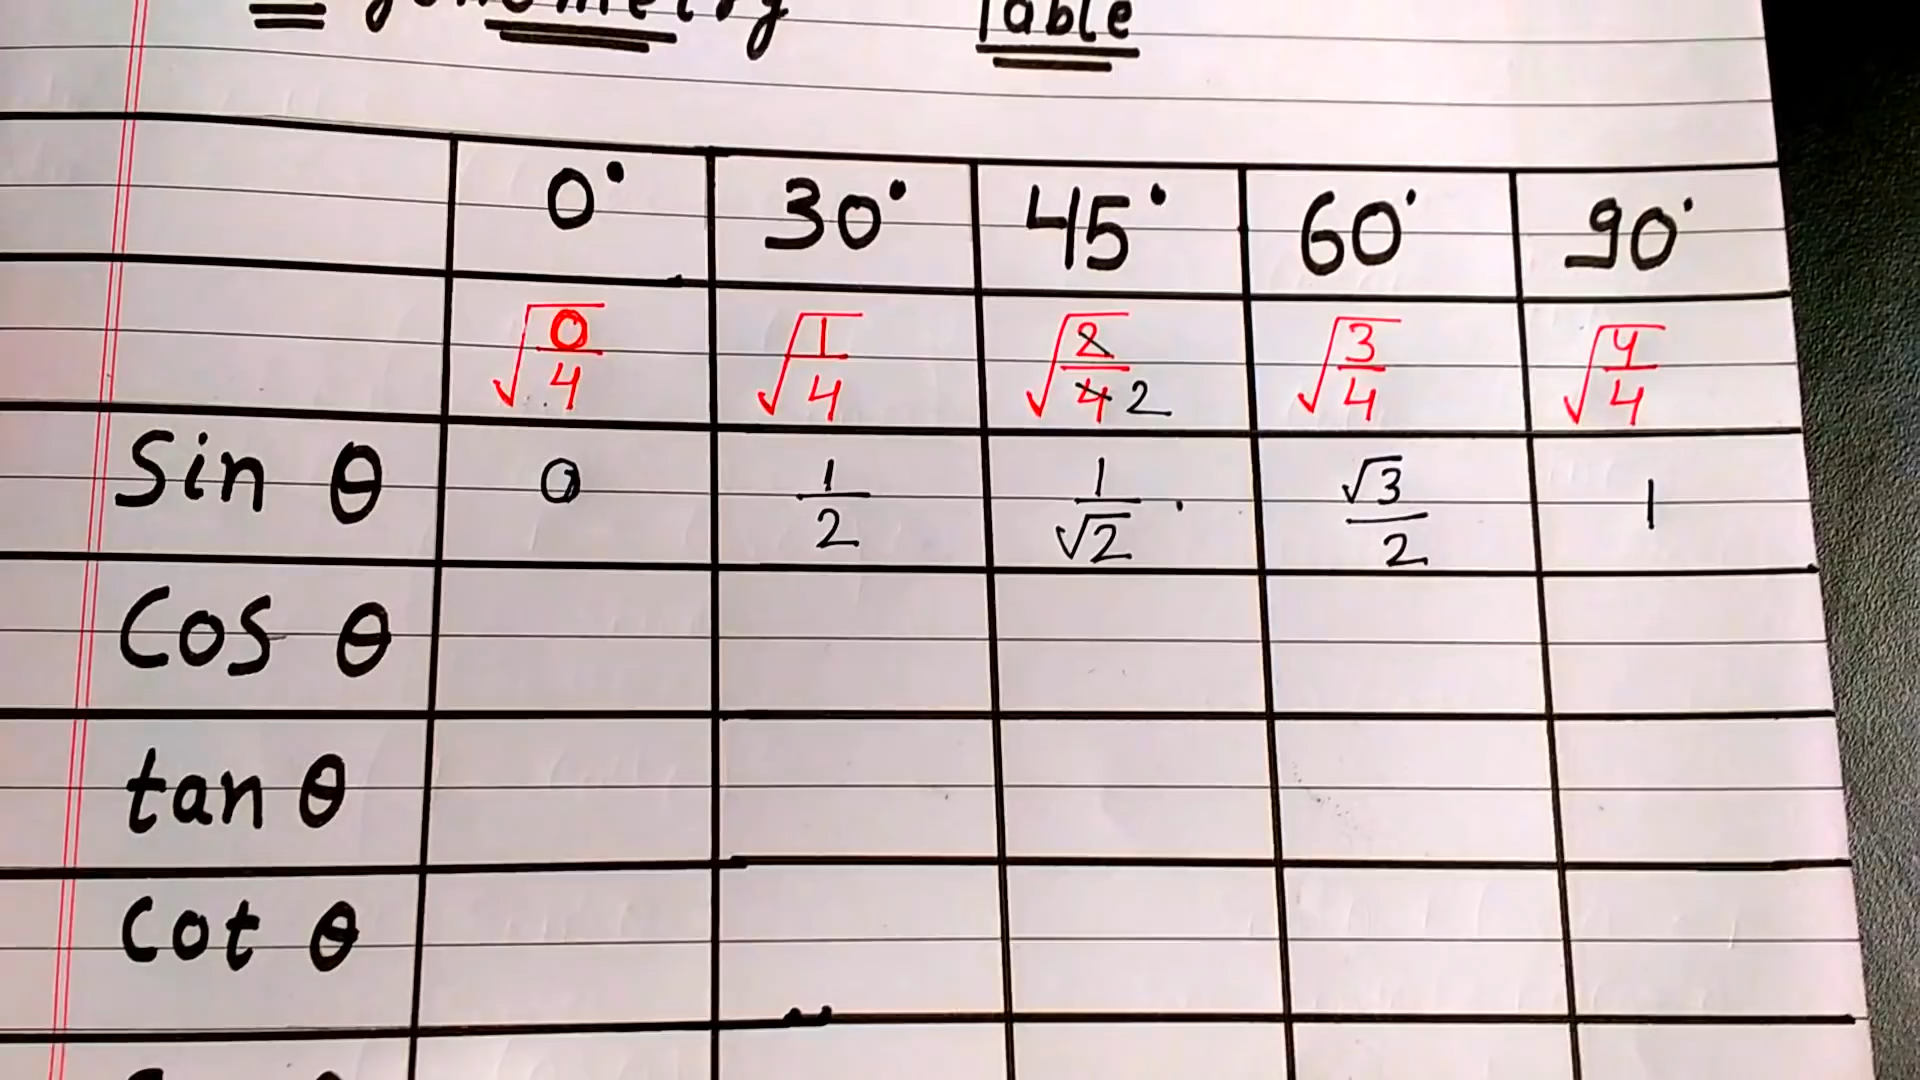 Table
0° 30° 45° 60° 90°
√0/4 √1/4 √2/4 2 √3/4 √4/4
Sin θ 0 1/2 1/√2 . √3/2 1
Cos θ
tan θ
Cot θ